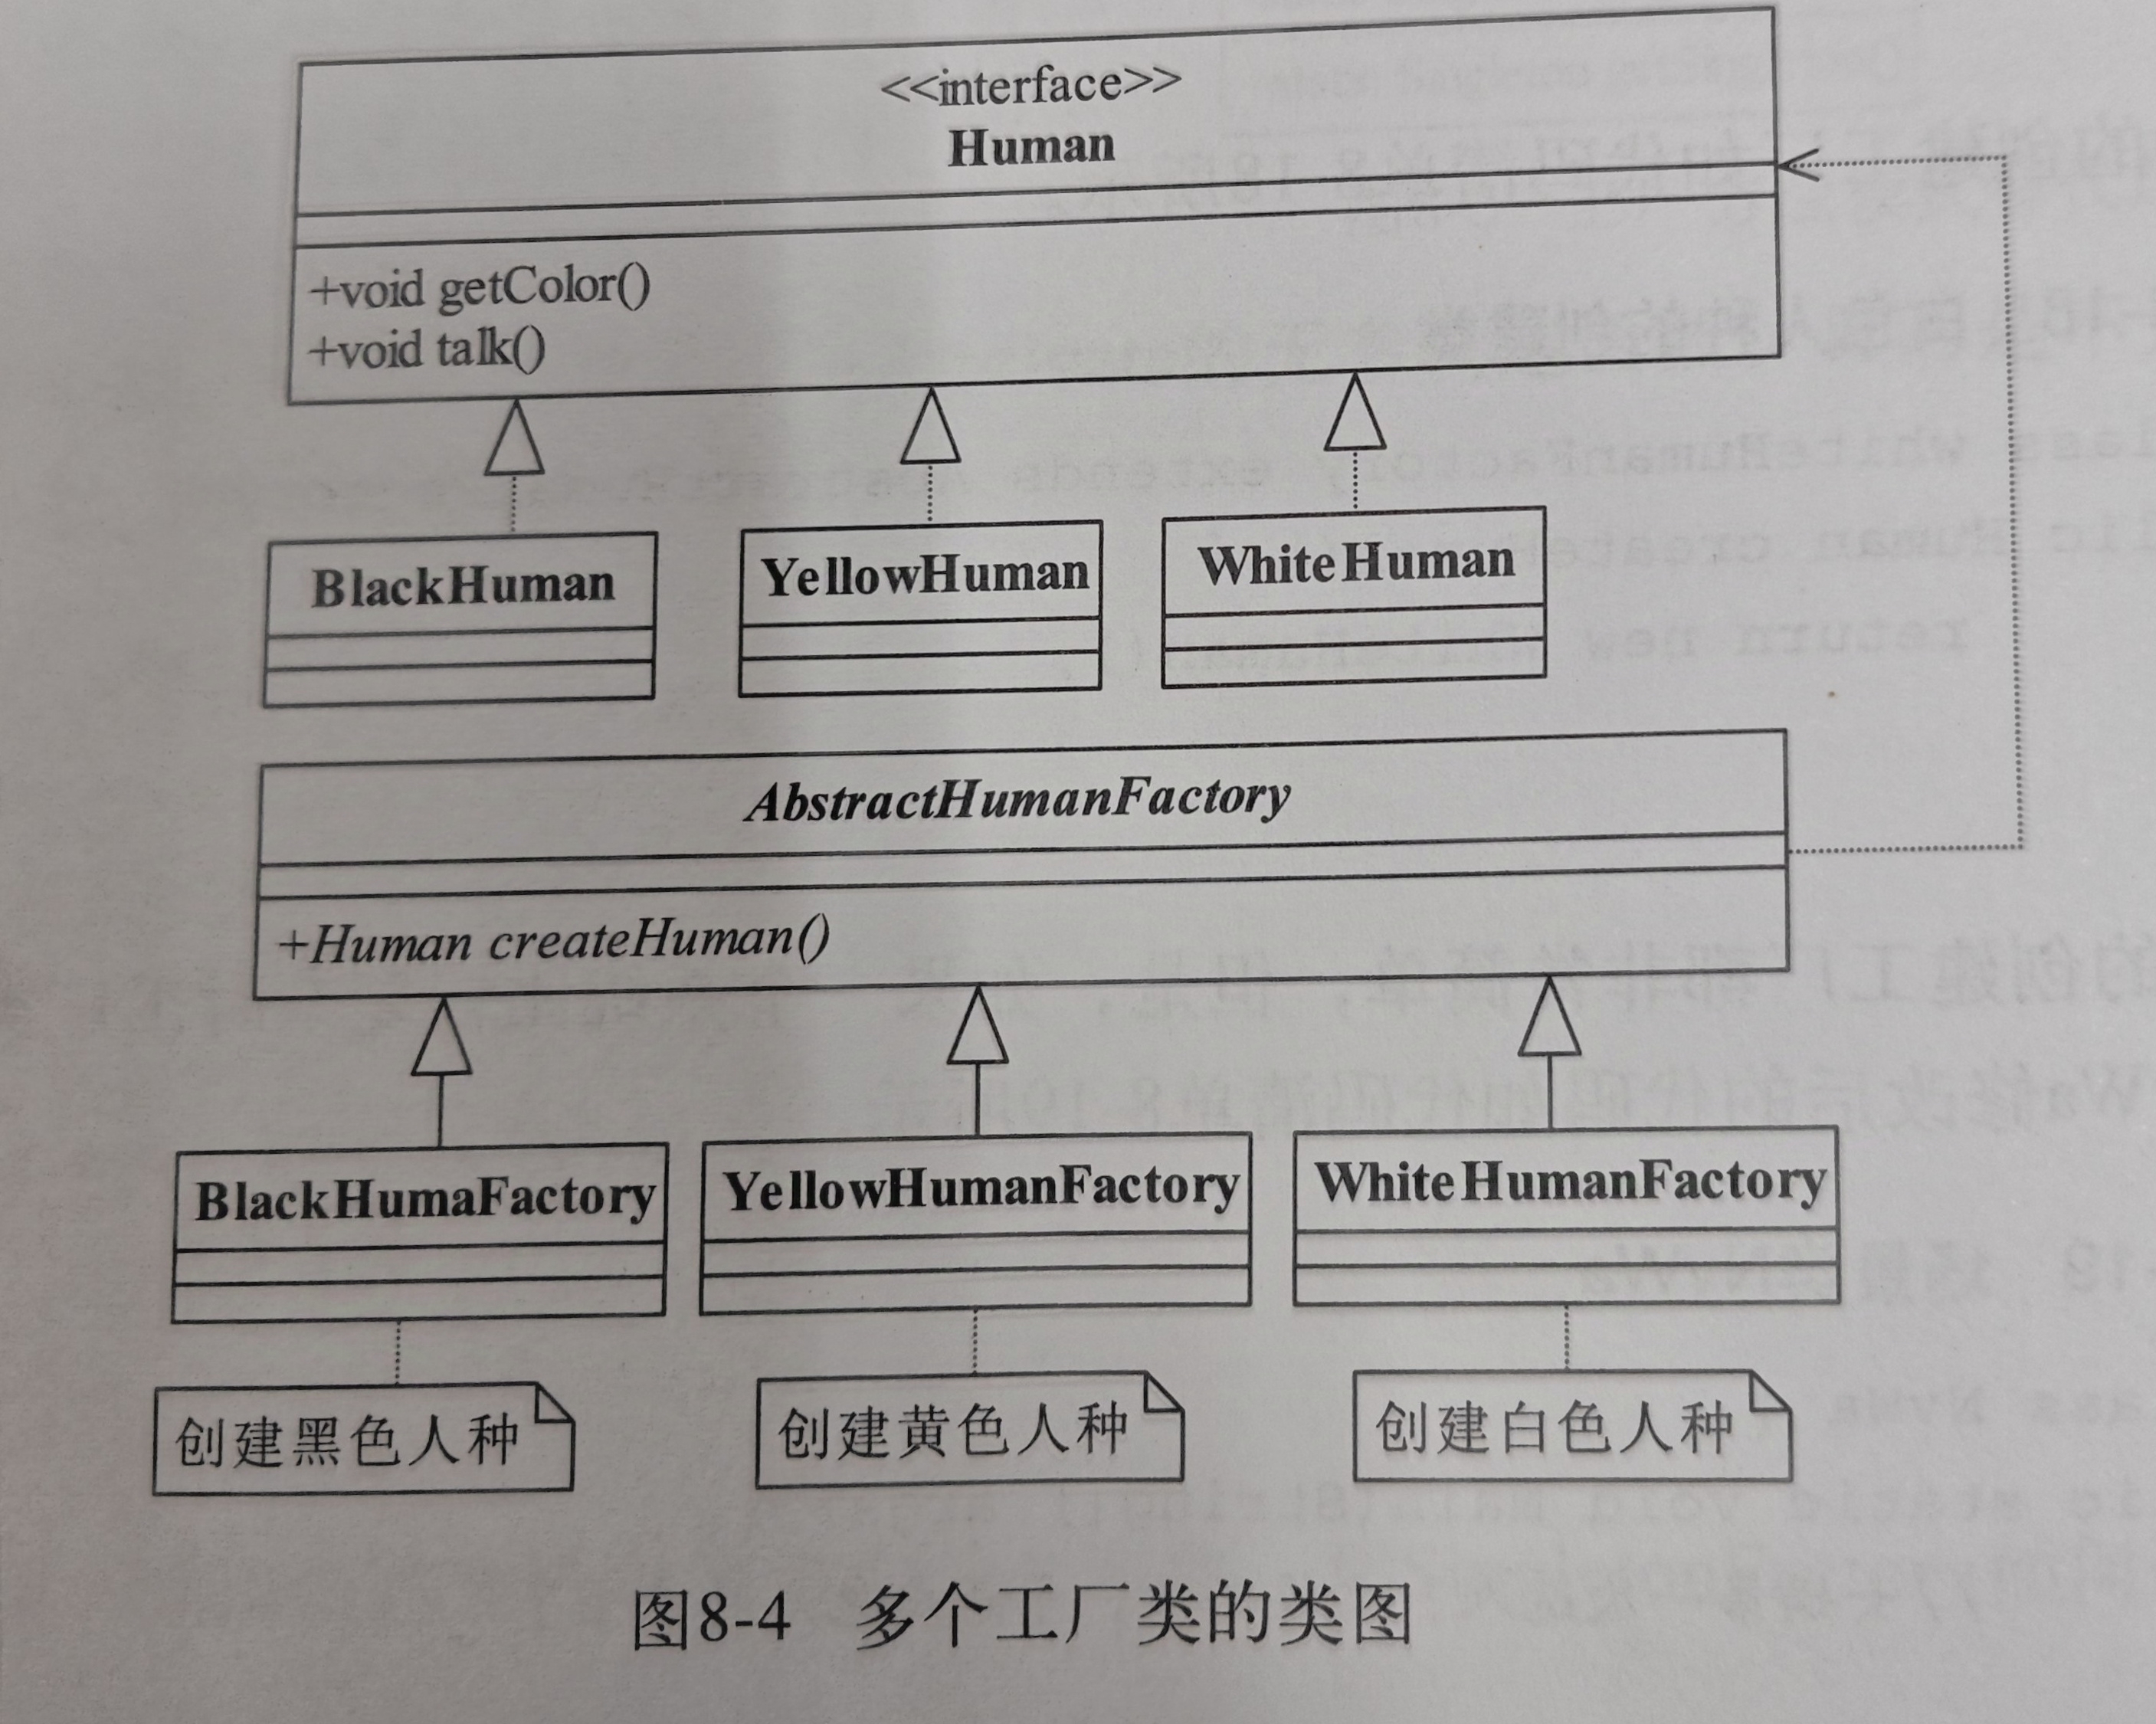 <<interface>>
Human
+void getColor()
+void talk()
BlackHuman
YellowHuman
WhiteHuman
AbstractHumanFactory
+Human createHuman()
BlackHumaFactory
YellowHumanFactory
WhiteHumanFactory
创建黑色人种
创建黄色人种
创建白色人种
图8-4 多个工厂类的类图